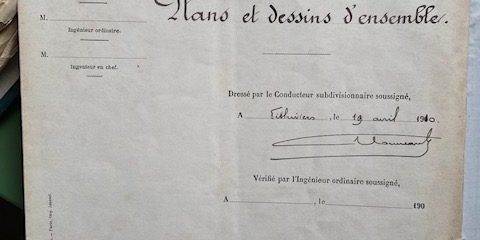 Plans et dessins d'ensemble.
M.
Ingénieur ordinaire.
M.
Ingénieur en chef.
Dressé par le Conducteur subdivisionnaire soussigné,
A Pithiviers, le 19 avril 1910.
Vérifié par l'Ingénieur ordinaire soussigné,
A , le 190